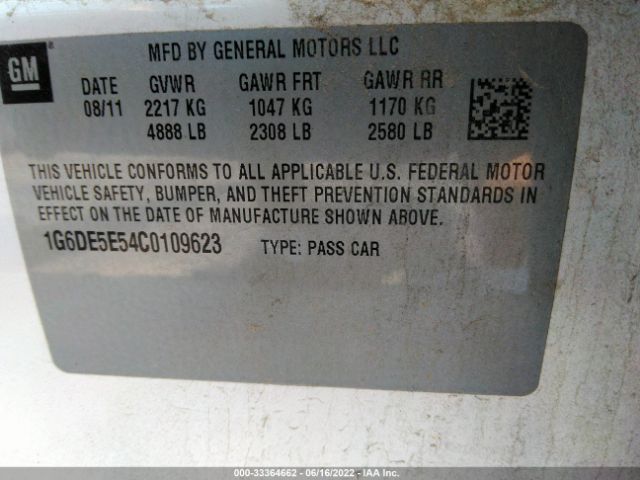 GM
MFD BY GENERAL MOTORS LLC
DATE GVWR GAWR FRT GAWR RR
08/11 2217 KG 1047 KG 1170 KG
4888 LB 2308 LB 2580 LB
THIS VEHICLE CONFORMS TO ALL APPLICABLE U.S. FEDERAL MOTOR
VEHICLE SAFETY, BUMPER, AND THEFT PREVENTION STANDARDS IN
EFFECT ON THE DATE OF MANUFACTURE SHOWN ABOVE.
1G6DE5E54C0109623 TYPE: PASS CAR
000-33364662 - 06/16/2022 - IAA Inc.